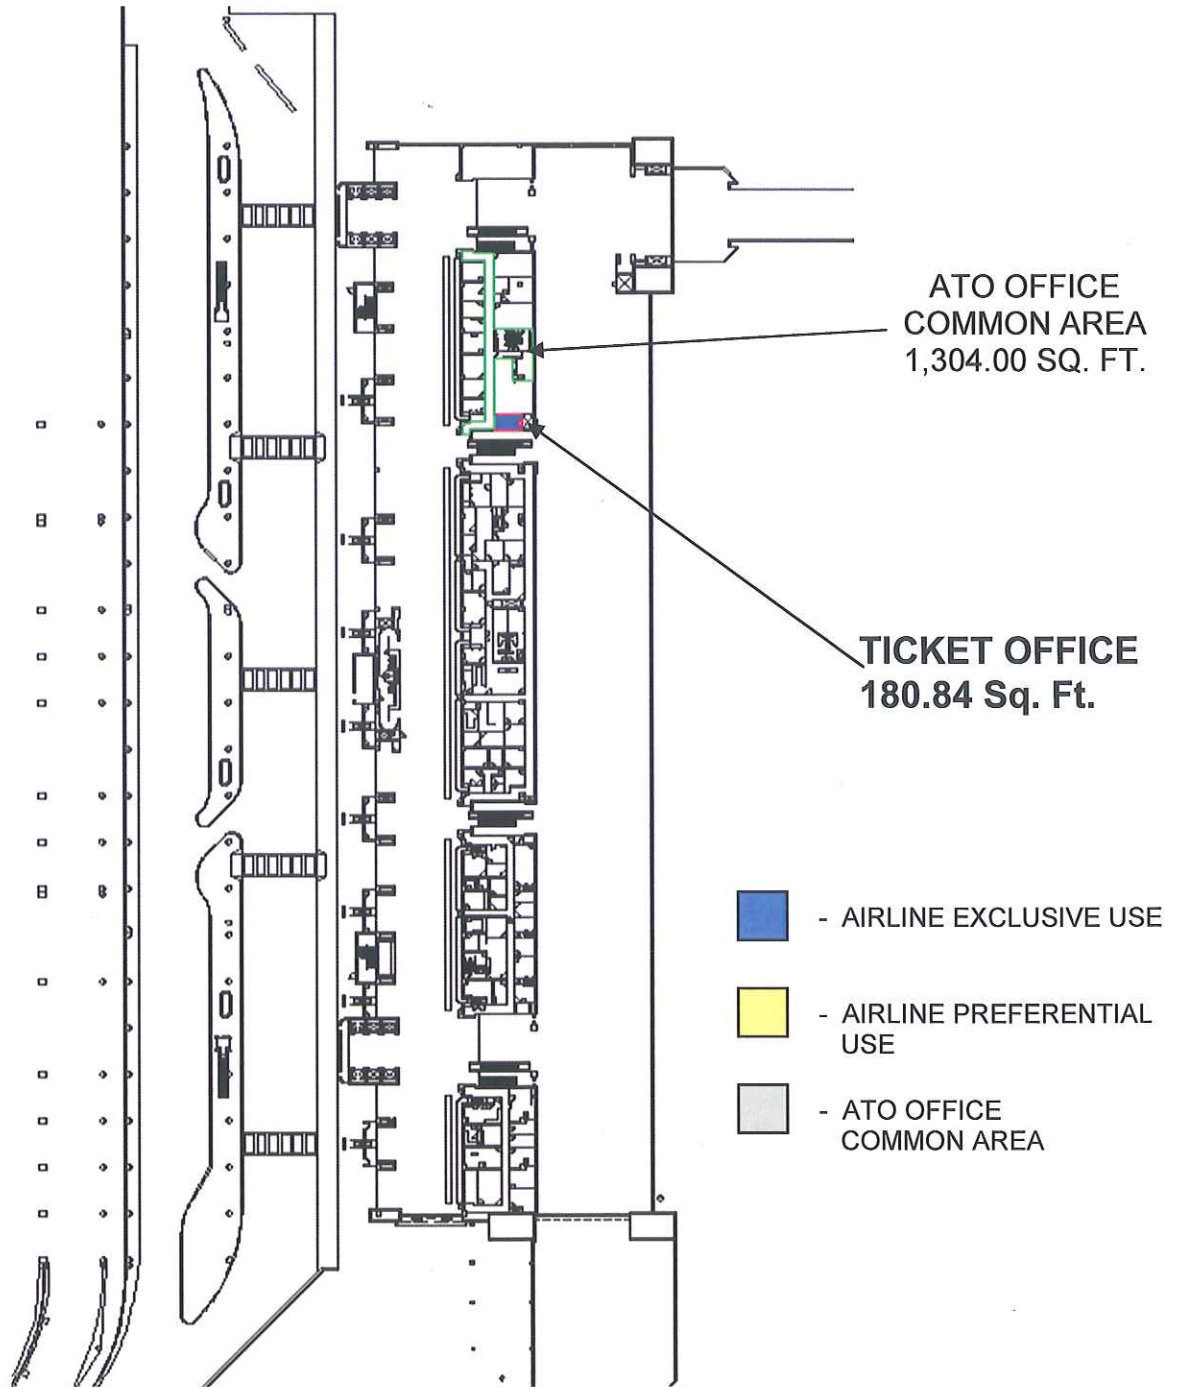 ATO OFFICE
COMMON AREA
1,304.00 SQ. FT.
TICKET OFFICE
180.84 Sq. Ft.
- AIRLINE EXCLUSIVE USE
- AIRLINE PREFERENTIAL
USE
- ATO OFFICE
COMMON AREA